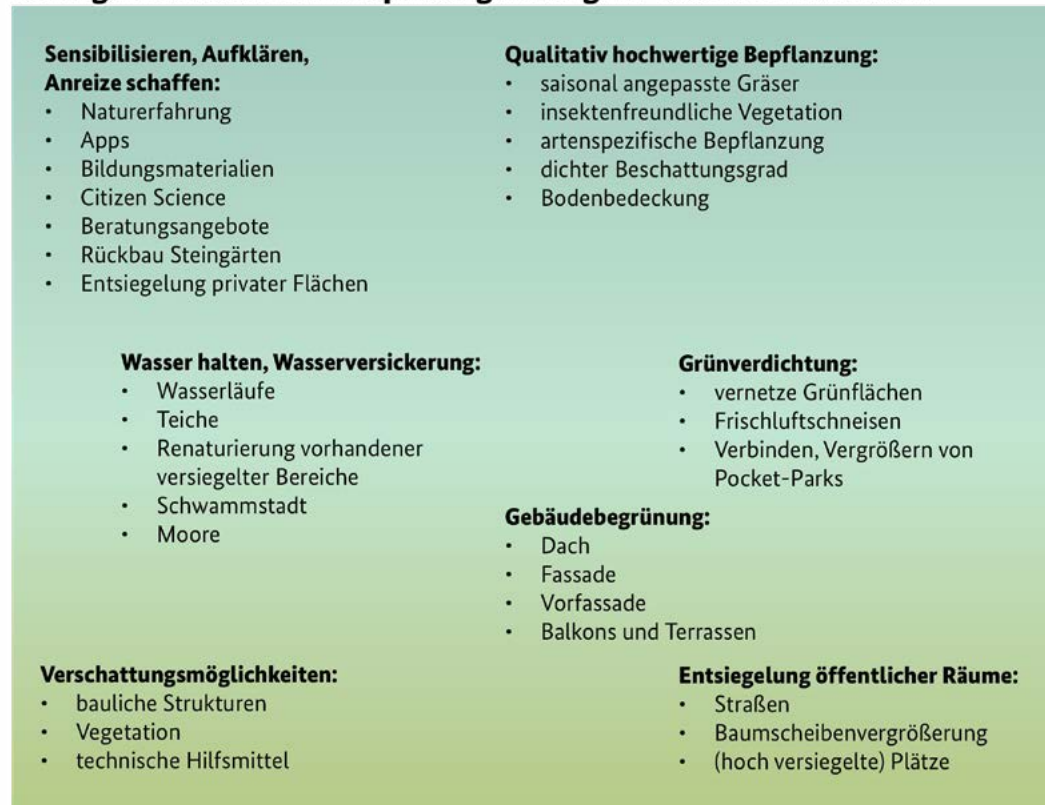 Sensibilisieren, Aufklären,
Anreize schaffen:
• Naturerfahrung
• Apps
• Bildungsmaterialien
• Citizen Science
• Beratungsangebote
• Rückbau Steingärten
• Entsiegelung privater Flächen
Qualitativ hochwertige Bepflanzung:
• saisonal angepasste Gräser
• insektenfreundliche Vegetation
• artenspezifische Bepflanzung
• dichter Beschattungsgrad
• Bodenbedeckung
Wasser halten, Wasserversickerung:
• Wasserläufe
• Teiche
• Renaturierung vorhandener
versiegelter Bereiche
• Schwammstadt
• Moore
Grünverdichtung:
• vernetze Grünflächen
• Frischluftschneisen
• Verbinden, Vergrößern von
Pocket-Parks
Gebäudebegrünung:
• Dach
• Fassade
• Vorfassade
• Balkons und Terrassen
Verschattungsmöglichkeiten:
• bauliche Strukturen
• Vegetation
• technische Hilfsmittel
Entsiegelung öffentlicher Räume:
• Straßen
• Baumscheibenvergrößerung
• (hoch versiegelte) Plätze